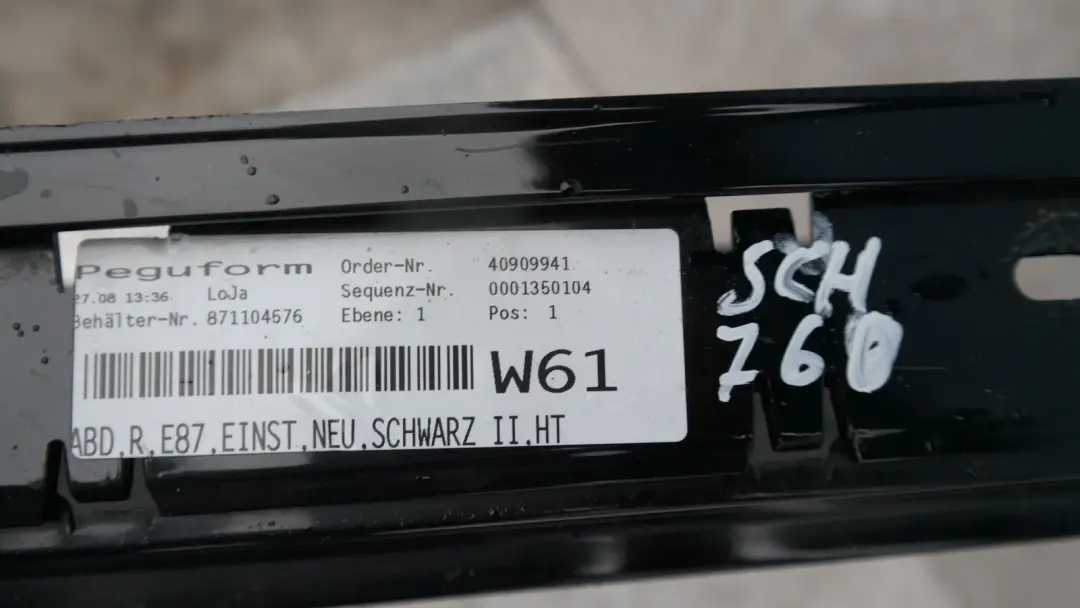 Peguform
Order-Nr. 40909941
27.08 13:36 LoJa
Sequenz-Nr. 0001350104
Behälter-Nr. 871104576
Ebene: 1 Pos: 1
W61
ABD,R,E87,EINST,NEU,SCHWARZ II,HT
SCH
760